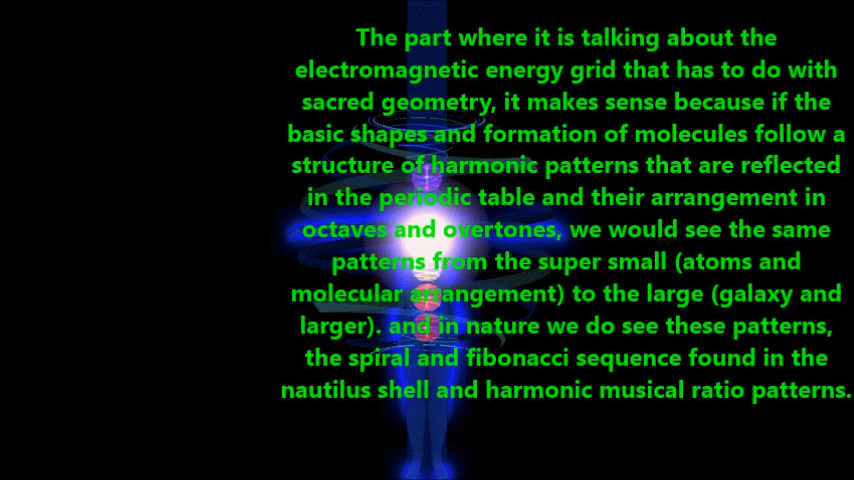 The part where it is talking about the
electromagnetic energy grid that has to do with
sacred geometry, it makes sense because if the
basic shapes and formation of molecules follow a
structure of harmonic patterns that are reflected
in the periodic table and their arrangement in
octaves and overtones, we would see the same
patterns from the super small (atoms and
molecular arrangement) to the large (galaxy and
larger). and in nature we do see these patterns,
the spiral and fibonacci sequence found in the
nautilus shell and harmonic musical ratio patterns.